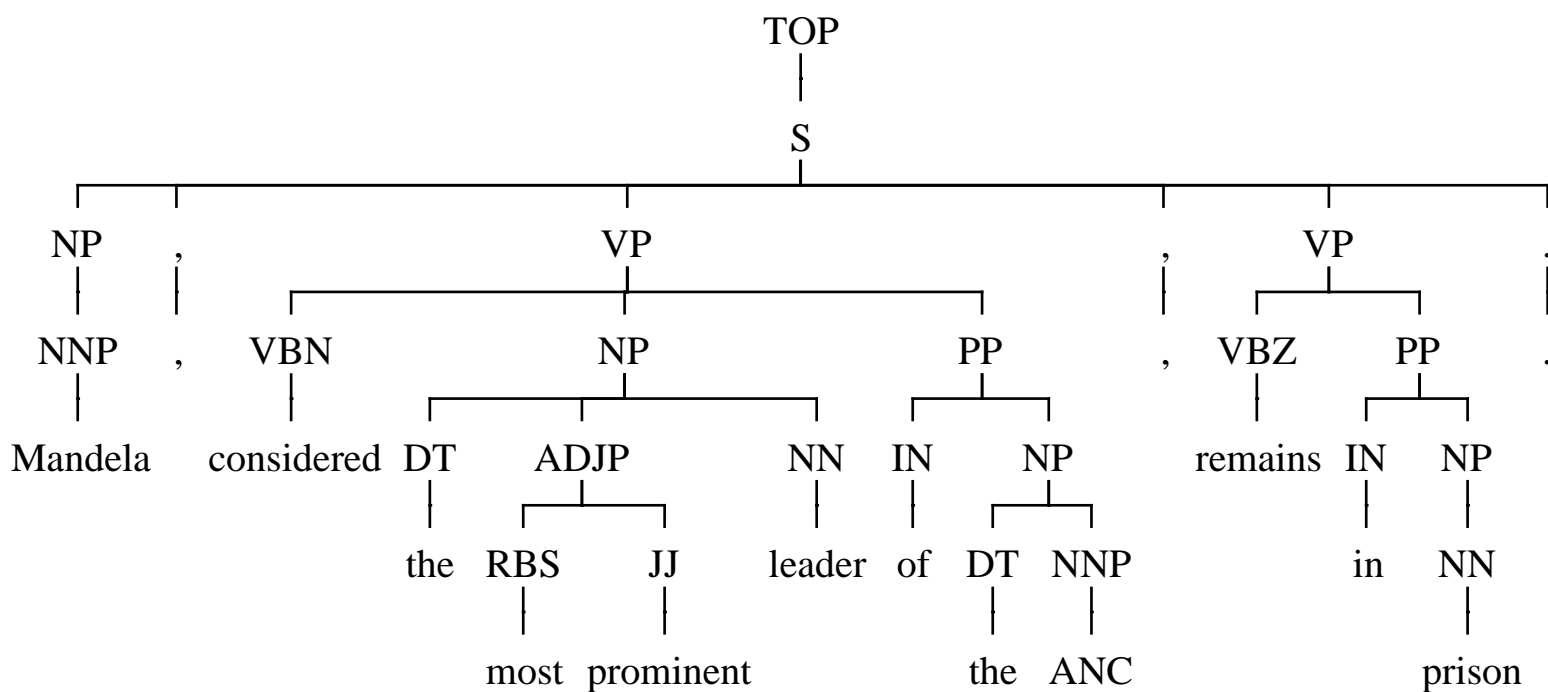 TOP
S
NP , VP , VP .
NNP , VBN NP PP , VBZ PP .
Mandela considered DT ADJP NN IN NP remains IN NP
the RBS JJ leader of DT NNP in NN
most prominent the ANC prison